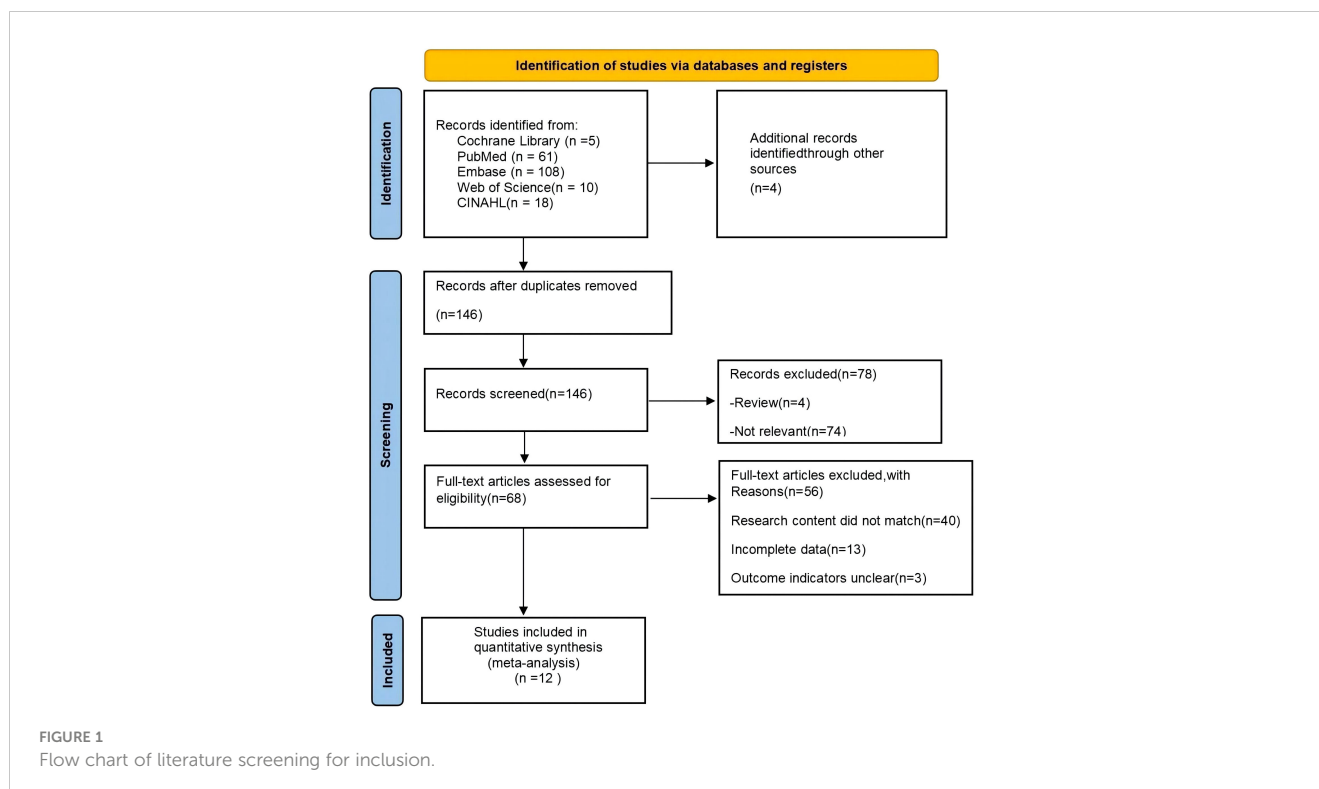 Identification of studies via databases and registers
Identification
Records identified from:
Cochrane Library (n =5)
PubMed (n = 61)
Embase (n = 108)
Web of Science(n = 10)
CINAHL(n = 18)
Additional records
identifiedthrough other
sources
(n=4)
Screening
Records after duplicates removed
(n=146)
Records screened(n=146)
Records excluded(n=78)
-Review(n=4)
-Not relevant(n=74)
Full-text articles assessed for
eligibility(n=68)
Full-text articles excluded,with
Reasons(n=56)
Research content did not match(n=40)
Incomplete data(n=13)
Outcome indicators unclear(n=3)
Included
Studies included in
quantitative synthesis
(meta-analysis)
(n =12 )
FIGURE 1
Flow chart of literature screening for inclusion.